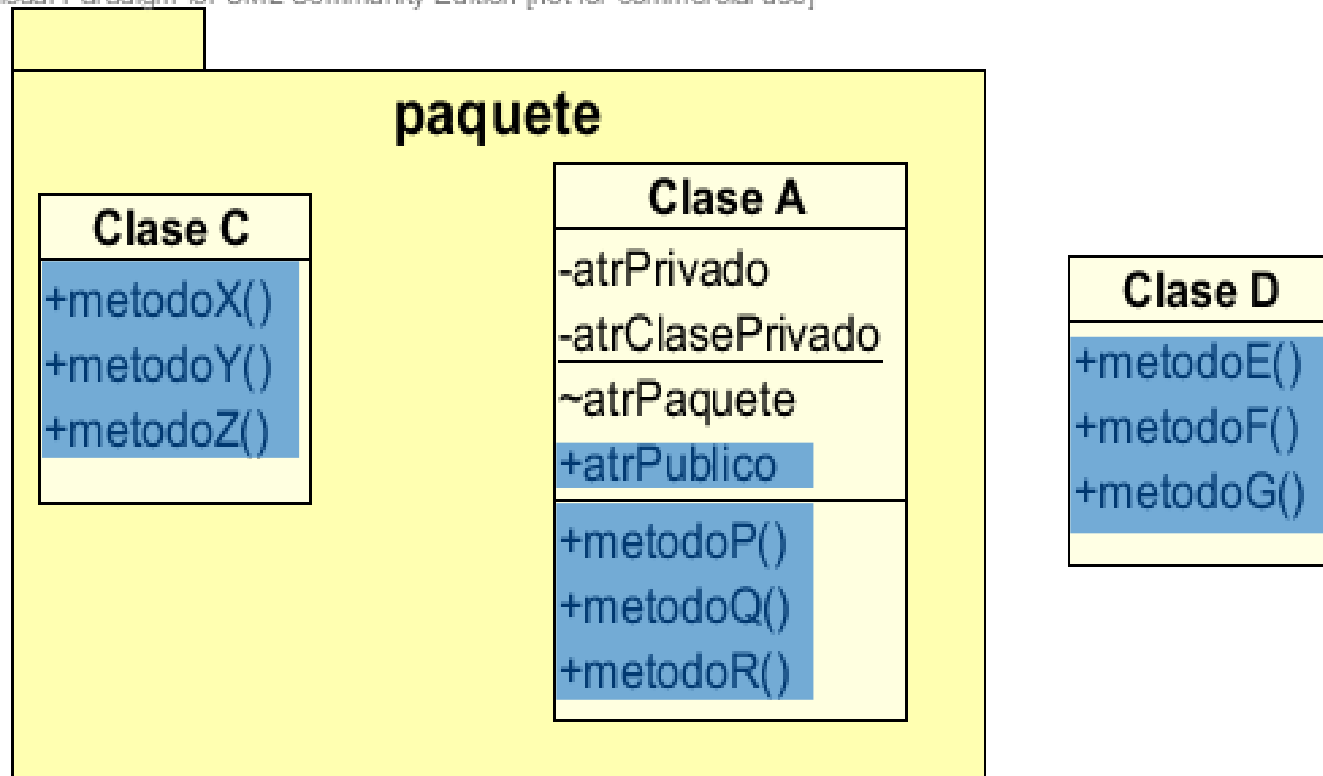 paquete
Clase C
+metodoX()
+metodoY()
+metodoZ()
Clase A
-atrPrivado
-atrClasePrivado
~atrPaquete
+atrPublico
+metodoP()
+metodoQ()
+metodoR()
Clase D
+metodoE()
+metodoF()
+metodoG()